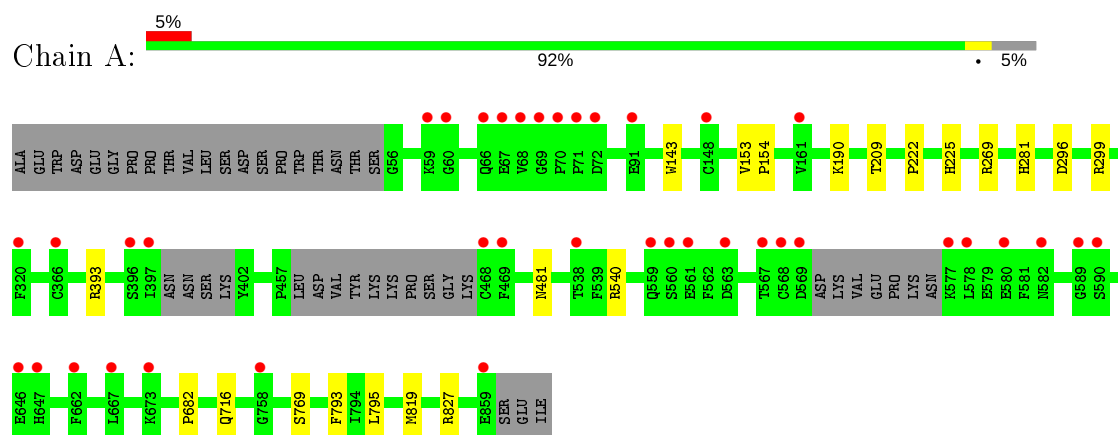 5%
Chain A:
92%
•
5%
ALA GLU TRP ASP GLU GLY PRO PRO THR VAL LEU SER ASP SER PRO TRP THR ASN THR SER G56 K59 G60 Q66 E67 V68 G69 P70 P71 D72 E91 W143 C148 V153 P154 V161 K190 T209 P222 H225 R269 H281 D296 R299
F320 C366 R393 S396 I397 ASN ASN SER LYS Y402 P457 LEU ASP VAL TYR LYS LYS PRO SER GLY LYS C468 F469 N481 T538 F539 R540 Q559 S560 E561 F562 D563 T567 C568 D569 ASP LYS VAL GLU PRO LYS ASN K577 L578 E579 E580 F581 N582 G589 S590
E646 H647 F662 L667 K673 P682 Q716 G758 S769 F793 I794 L795 M819 R827 E859 SER GLU ILE